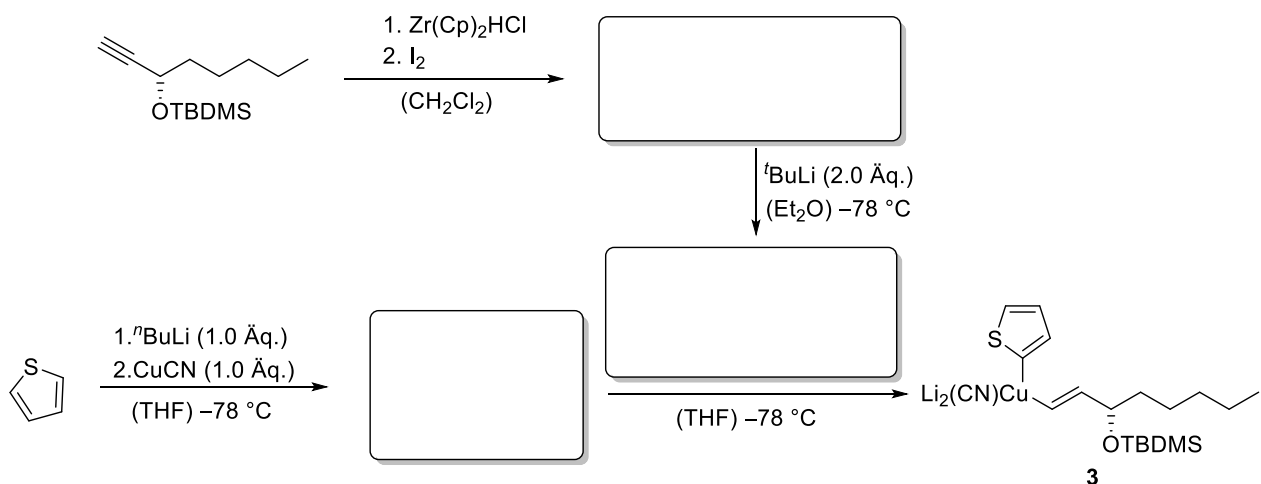 1. Zr(Cp)₂HCl
2. I₂
(CH₂Cl₂)
OTBDMS
ᵗBuLi (2.0 Äq.)
(Et₂O) –78 °C
S
1.ⁿBuLi (1.0 Äq.)
2.CuCN (1.0 Äq.)
(THF) –78 °C
(THF) –78 °C
S
Li₂(CN)Cu
OTBDMS
3